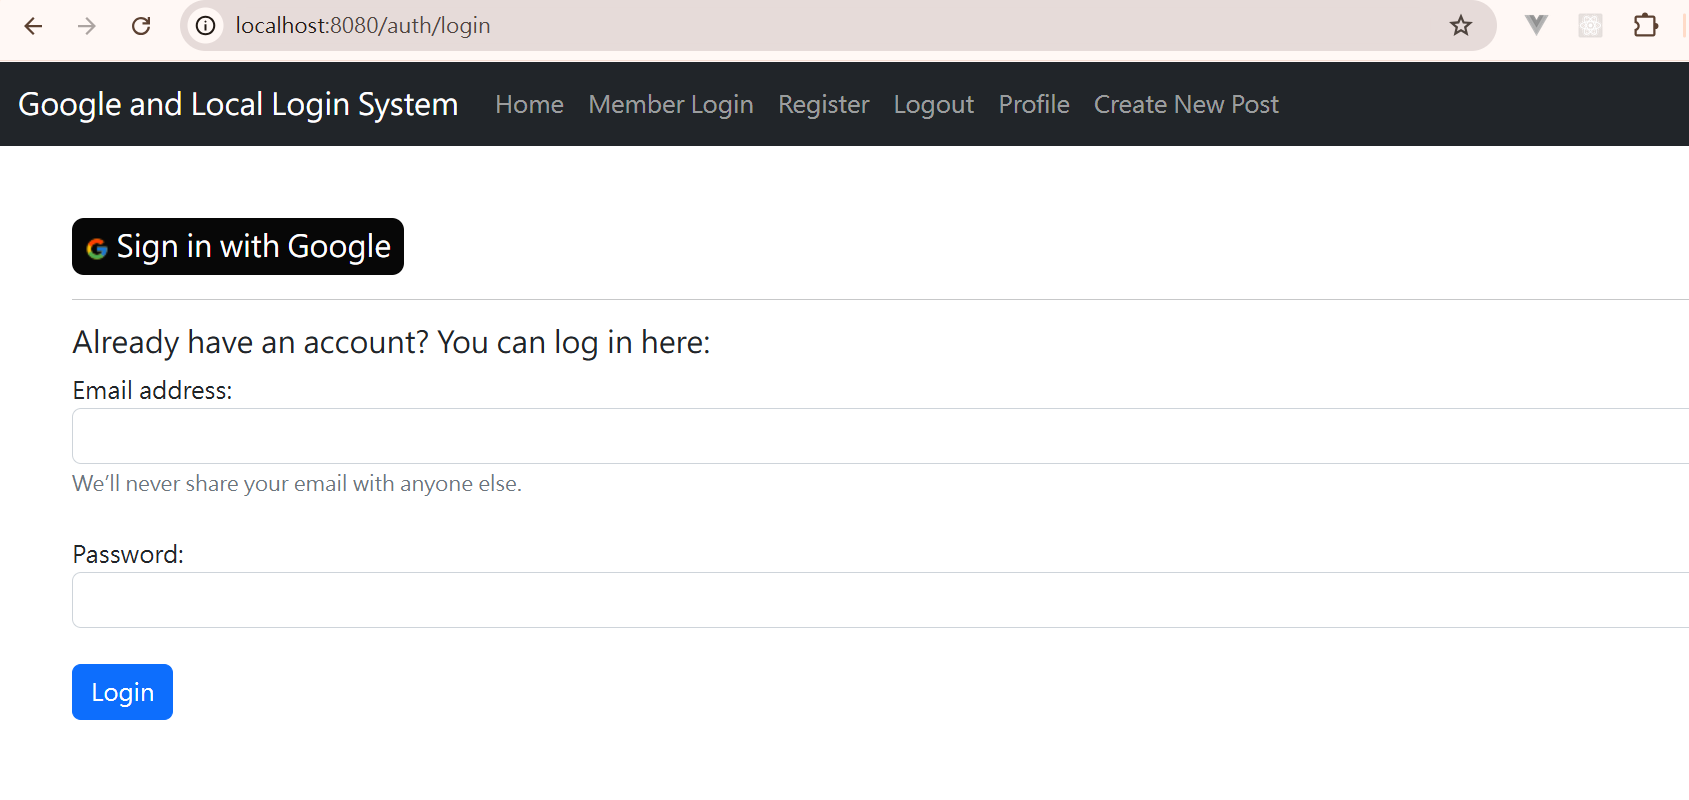 localhost:8080/auth/login
Google and Local Login System Home Member Login Register Logout Profile Create New Post
Sign in with Google
Already have an account? You can log in here:
Email address:
We’ll never share your email with anyone else.
Password:
Login